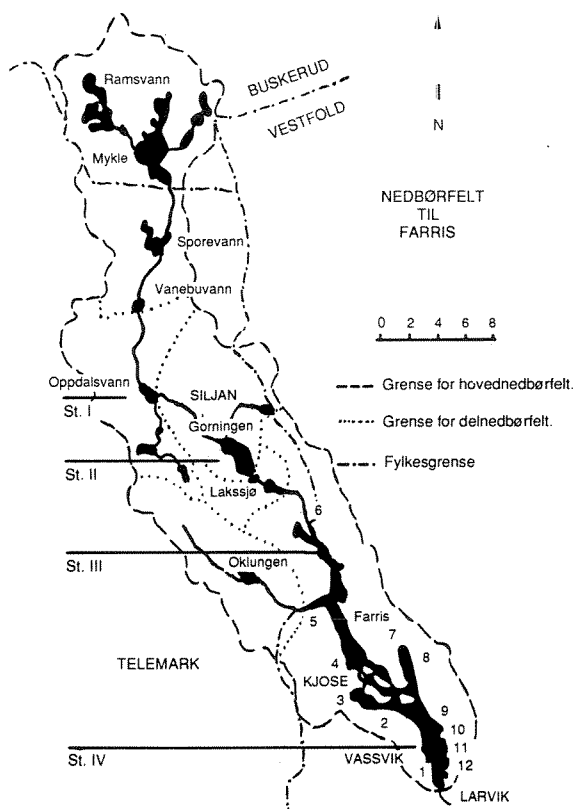 Ramsvann
BUSKERUD
VESTFOLD
N
Mykle
NEDBØRFELT
TIL
FARRIS
Sporevann
Vanebuvann
0 2 4 6 8
Oppdalsvann
SILJAN
Grense for hovednedbørfelt.
St. I
Gorningen
Grense for delnedbørfelt.
St. II
Fylkesgrense
Lakssjø
6
St. III
Oklungen
5
Farris
7
8
TELEMARK
4
KJOSE
3
2
9
10
St. IV
VASSVIK
11
1
12
LARVIK